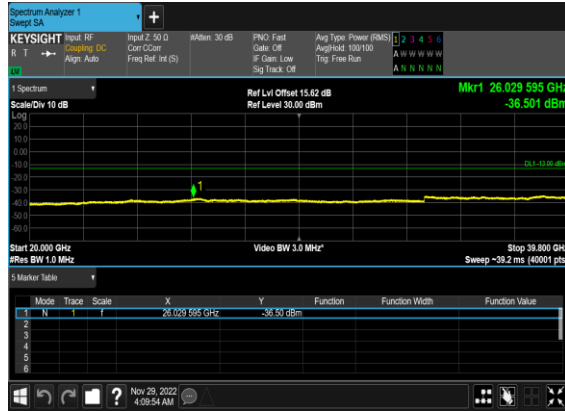 Spectrum Analyzer 1
Swept SA
+
KEYSIGHT Input: RF Input Z: 50 Ω #Atten: 30 dB PNO: Fast Avg Type: Power (RMS) 1 2 3 4 5 6
R T Coupling: DC Corr CCorr Gate: Off Avg|Hold: 100/100 A W W W W W
Align: Auto Freq Ref: Int (S) IF Gain: Low Trig: Free Run
Sig Track: Off A N N N N N
1 Spectrum Ref Lvl Offset 15.62 dB Mkr1 26.029 595 GHz
Scale/Div 10 dB Ref Level 30.00 dBm -36.501 dBm
Log
20.0
10.0
0.00
-10.0 DL1 -13.00 dBm
-20.0
-30.0 1
-40.0
-50.0
-60.0
Start 20.000 GHz Video BW 3.0 MHz* Stop 39.800 GHz
#Res BW 1.0 MHz Sweep ~39.2 ms (40001 pts)
5 Marker Table
Mode Trace Scale X Y Function Function Width Function Value
1 N 1 f 26.029 595 GHz -36.50 dBm
2
3
4
5
6
? Nov 29, 2022
4:09:54 AM